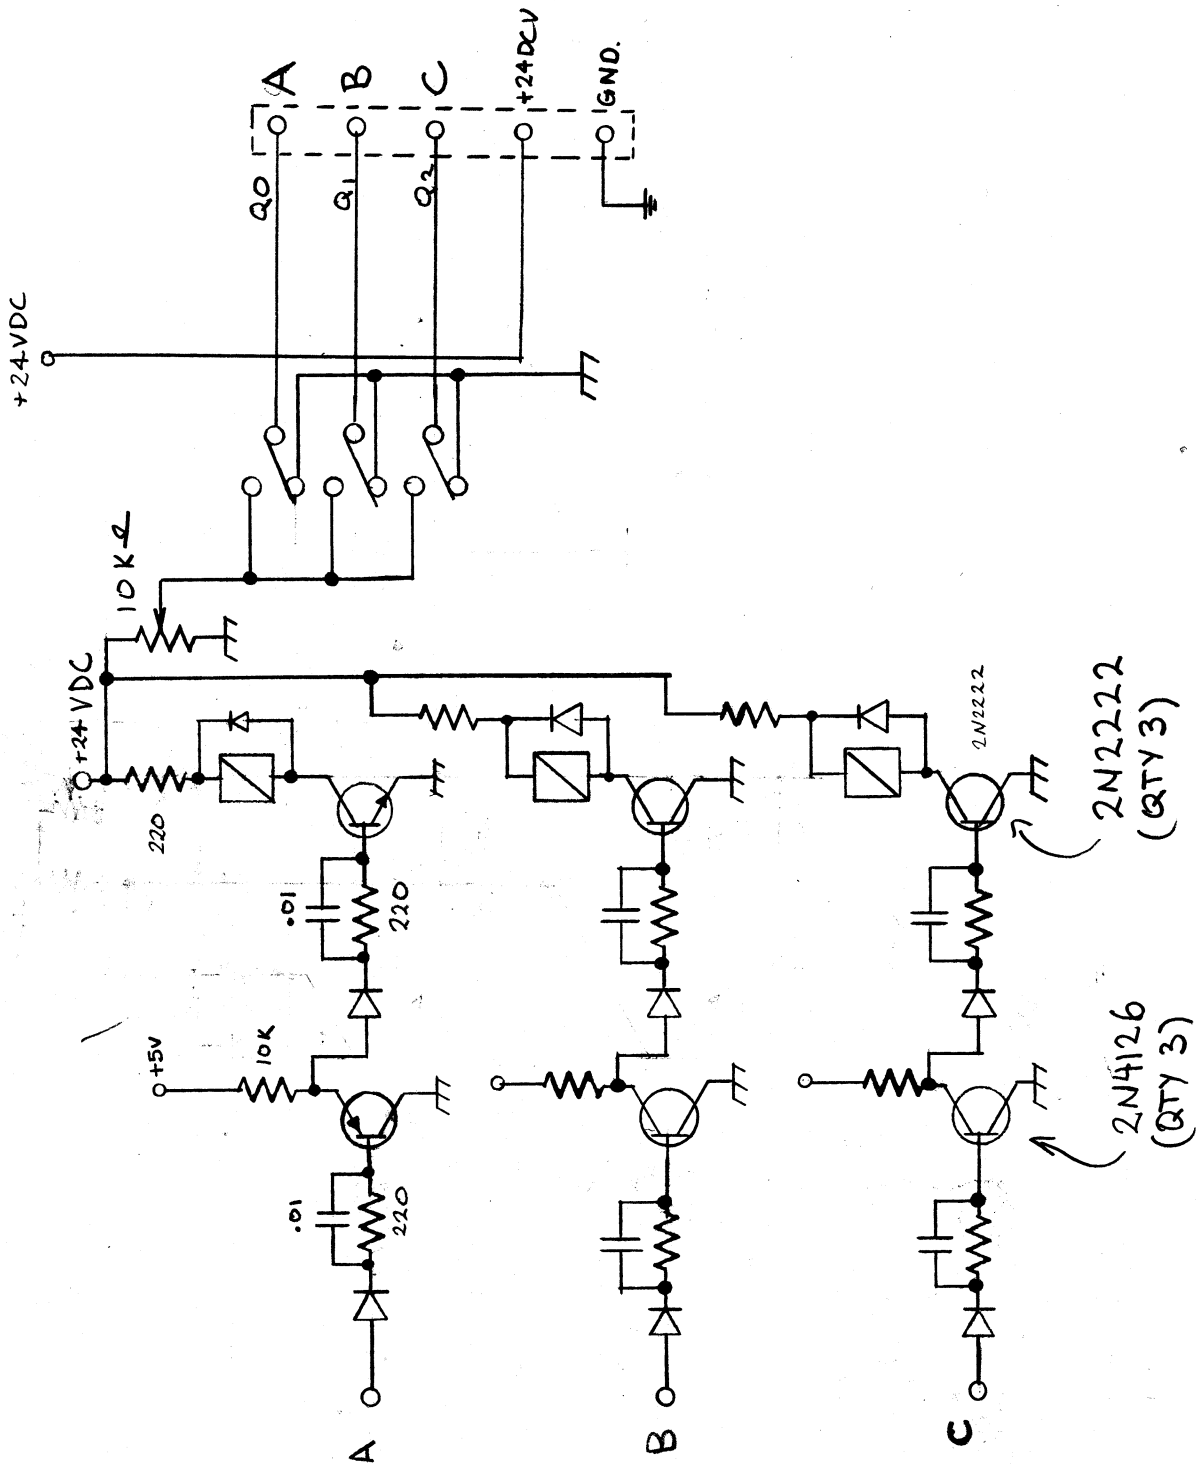 +24VDC
A
B
C
+24DCV
GND.
Q0
Q1
Q2
10K
+24VDC
220
.01
220
+5V
10K
.01
220
2N2222
2N2222
(QTY 3)
2N4126
(QTY 3)
A
B
C